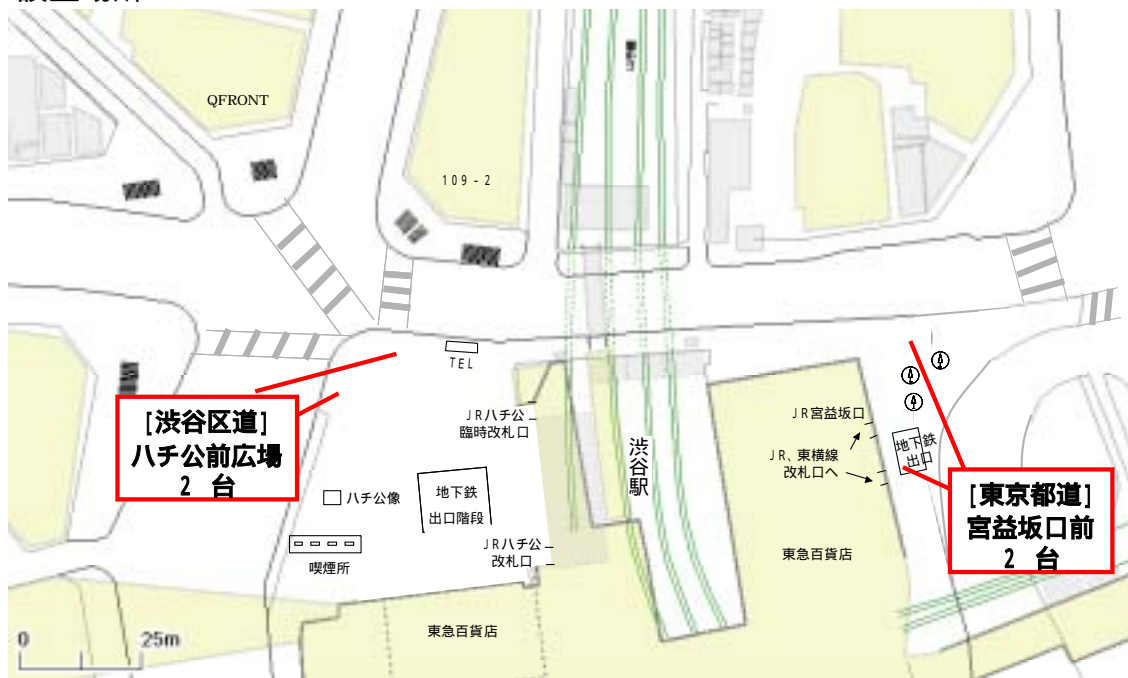 QFRONT
109-2
TEL
[渋谷区道]
ハチ公前広場
2 台
JRハチ公
臨時改札口
渋谷駅
JR宮益坂口
JR、東横線
改札口へ
地下鉄
出口
[東京都道]
宮益坂口前
2 台
ハチ公像
地下鉄
出口階段
JRハチ公
改札口
喫煙所
東急百貨店
東急百貨店
0 25m